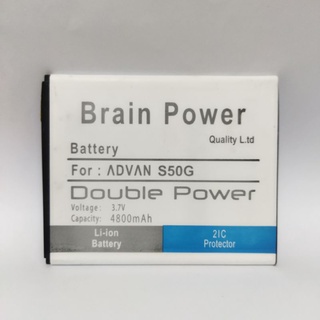 Brain Power
Quality L.td
Battery
For : ADVAN S50G
Double Power
Voltage: 3.7V
Capacity: 4800mAh
Li-ion
Battery
2IC
Protector